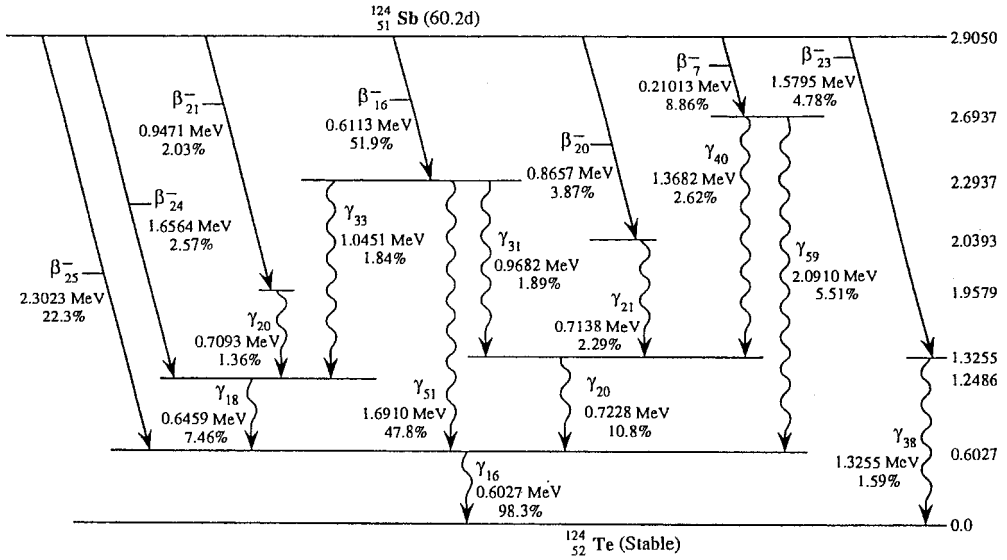 124
51 Sb (60.2d)
2.9050
β−21
0.9471 MeV
2.03%
β−16
0.6113 MeV
51.9%
β−7
0.21013 MeV
8.86%
β−23
1.5795 MeV
4.78%
2.6937
β−20
0.8657 MeV
3.87%
γ40
1.3682 MeV
2.62%
2.2937
β−24
1.6564 MeV
2.57%
γ33
1.0451 MeV
1.84%
γ31
0.9682 MeV
1.89%
2.0393
γ59
2.0910 MeV
5.51%
β−25
2.3023 MeV
22.3%
1.9579
γ20
0.7093 MeV
1.36%
γ21
0.7138 MeV
2.29%
1.3255
1.2486
γ18
0.6459 MeV
7.46%
γ51
1.6910 MeV
47.8%
γ20
0.7228 MeV
10.8%
γ38
1.3255 MeV
1.59%
0.6027
γ16
0.6027 MeV
98.3%
0.0
124
52 Te (Stable)